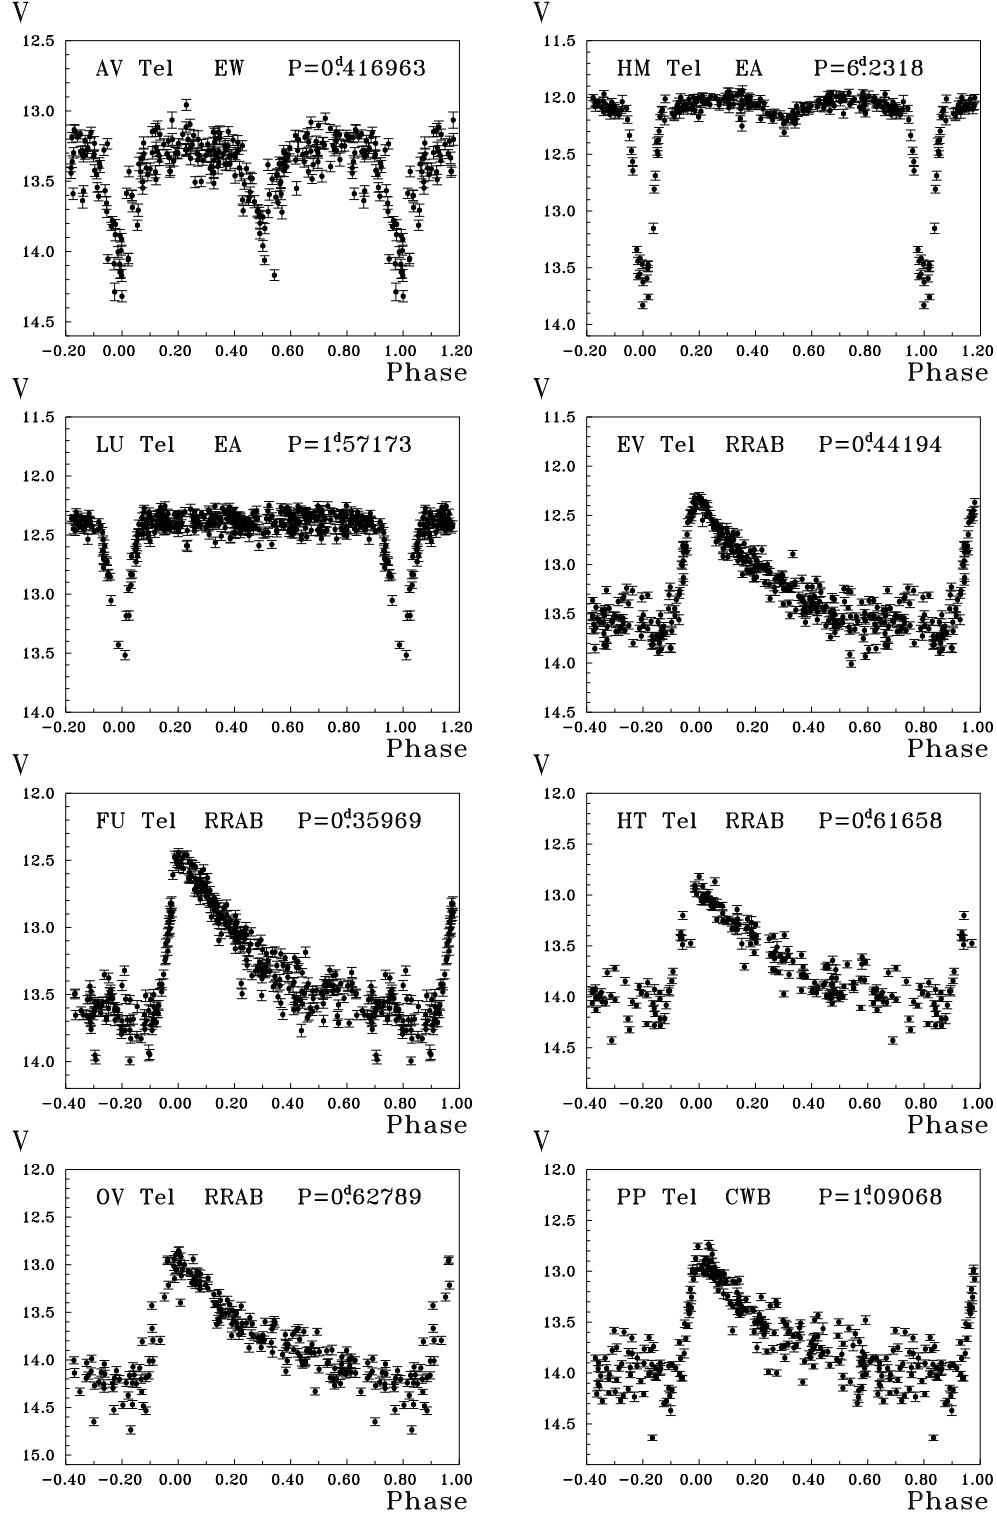 V V
12.5 11.5
AV Tel EW P=0.ᵈ416963 HM Tel EA P=6.ᵈ2318
13.0 12.0
13.5 12.5
13.0
14.0 13.5
14.5 14.0
-0.20 0.00 0.20 0.40 0.60 0.80 1.00 1.20 -0.20 0.00 0.20 0.40 0.60 0.80 1.00 1.20
Phase Phase
V V
11.5 11.5
LU Tel EA P=1.ᵈ57173 EV Tel RRAB P=0.ᵈ44194
12.0 12.0
12.5 12.5
13.0 13.0
13.5 13.5
14.0
14.0 14.5
-0.20 0.00 0.20 0.40 0.60 0.80 1.00 1.20 -0.40 -0.20 0.00 0.20 0.40 0.60 0.80 1.00
Phase Phase
V V
12.0 12.0
FU Tel RRAB P=0.ᵈ35969 HT Tel RRAB P=0.ᵈ61658
12.5 12.5
13.0 13.0
13.5 13.5
14.0
14.0 14.5
-0.40 -0.20 0.00 0.20 0.40 0.60 0.80 1.00 -0.40 -0.20 0.00 0.20 0.40 0.60 0.80 1.00
Phase Phase
V V
12.0 12.0
OV Tel RRAB P=0.ᵈ62789 PP Tel CWB P=1.ᵈ09068
12.5 12.5
13.0 13.0
13.5 13.5
14.0 14.0
14.5 14.5
15.0
-0.40 -0.20 0.00 0.20 0.40 0.60 0.80 1.00 -0.40 -0.20 0.00 0.20 0.40 0.60 0.80 1.00
Phase Phase